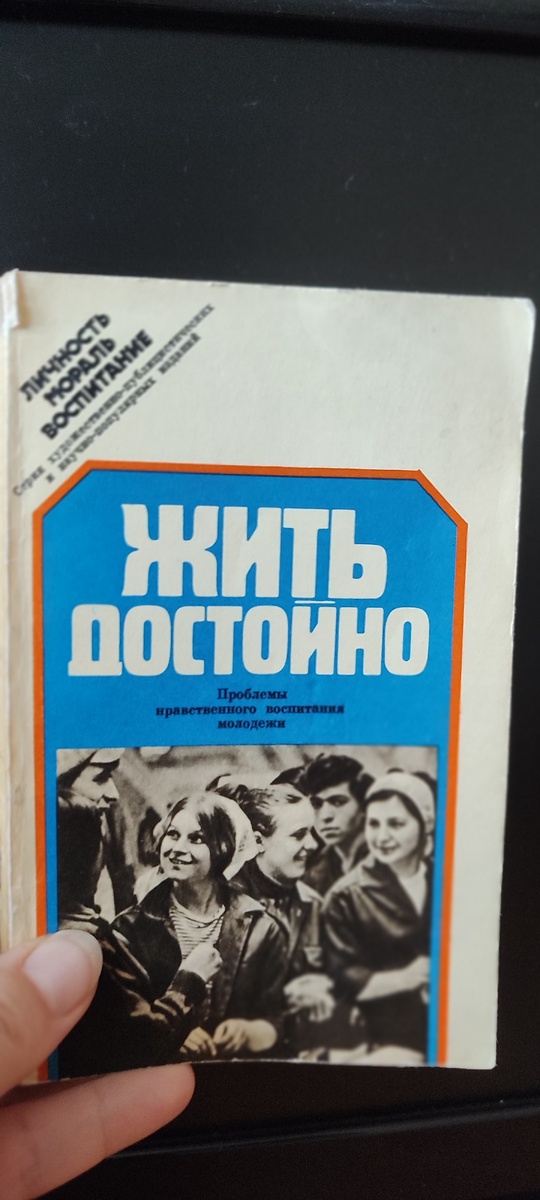 ЛИЧНОСТЬ
МОРАЛЬ
ВОСПИТАНИЕ
Серия художественно-публицистических
и научно-популярных изданий
ЖИТЬ
ДОСТОЙНО
Проблемы
нравственного воспитания
молодежи